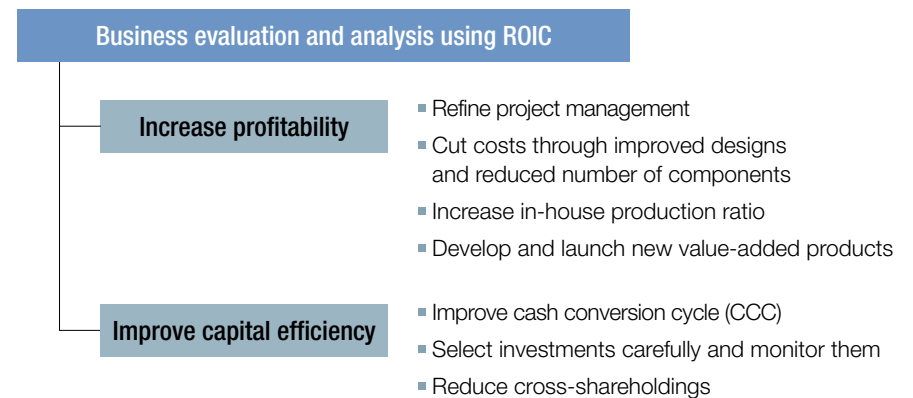 Business evaluation and analysis using ROIC
Increase profitability
▪ Refine project management
▪ Cut costs through improved designs
and reduced number of components
▪ Increase in-house production ratio
▪ Develop and launch new value-added products
Improve capital efficiency
▪ Improve cash conversion cycle (CCC)
▪ Select investments carefully and monitor them
▪ Reduce cross-shareholdings